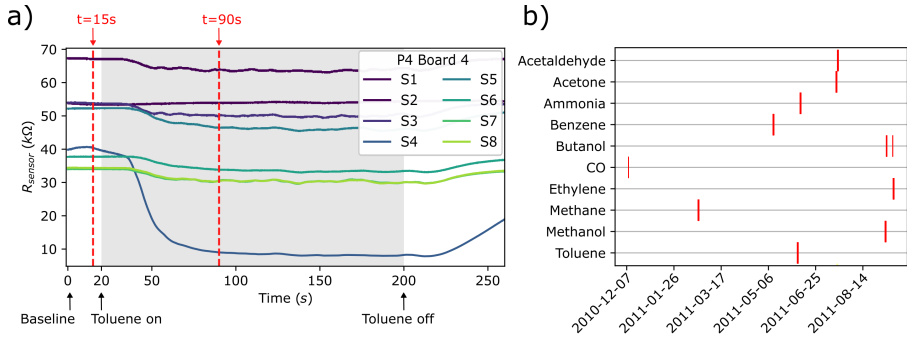 a)
t=15s
t=90s
70
60
50
40
30
20
10
R_sensor (kΩ)
P4 Board 4
S1
S2
S3
S4
S5
S6
S7
S8
0
20
50
100
150
200
250
Time (s)
Baseline
Toluene on
Toluene off
b)
Acetaldehyde
Acetone
Ammonia
Benzene
Butanol
CO
Ethylene
Methane
Methanol
Toluene
2010-12-07
2011-01-26
2011-03-17
2011-05-06
2011-06-25
2011-08-14